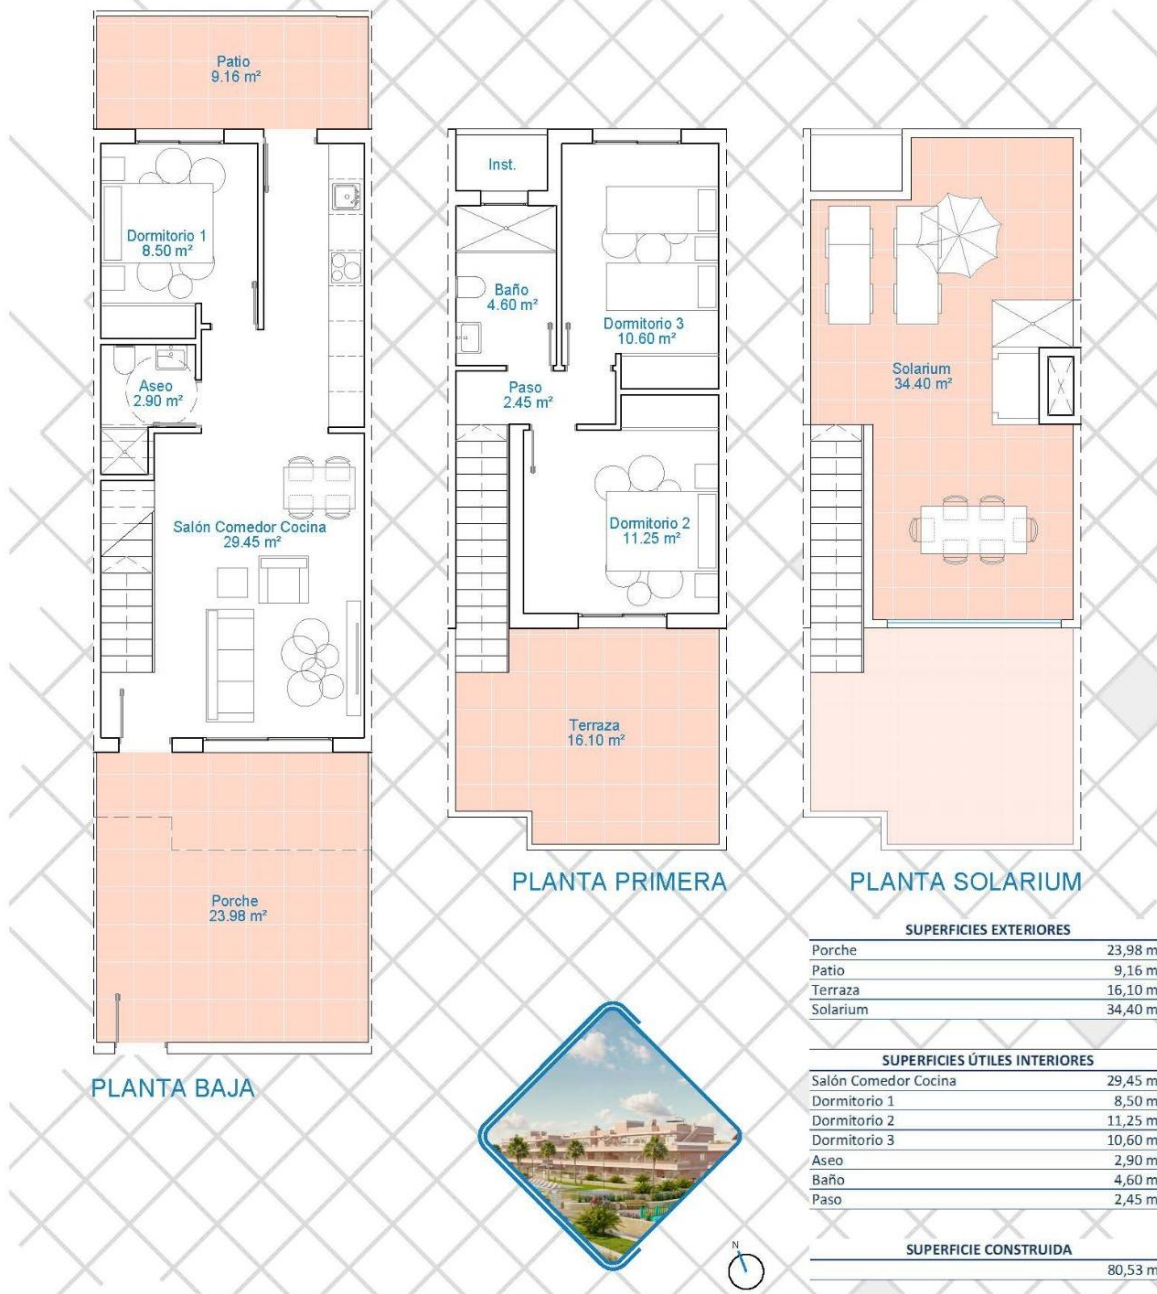 Patio
9.16 m²
Dormitorio 1
8.50 m²
Aseo
2.90 m²
Salón Comedor Cocina
29.45 m²
Porche
23.98 m²
PLANTA BAJA
Inst.
Baño
4.60 m²
Dormitorio 3
10.60 m²
Paso
2.45 m²
Dormitorio 2
11.25 m²
Terraza
16.10 m²
PLANTA PRIMERA
Solarium
34.40 m²
PLANTA SOLARIUM
SUPERFICIES EXTERIORES
Porche 23,98 m
Patio 9,16 m
Terraza 16,10 m
Solarium 34,40 m
SUPERFICIES ÚTILES INTERIORES
Salón Comedor Cocina 29,45 m
Dormitorio 1 8,50 m
Dormitorio 2 11,25 m
Dormitorio 3 10,60 m
Aseo 2,90 m
Baño 4,60 m
Paso 2,45 m
SUPERFICIE CONSTRUIDA
80,53 m
N